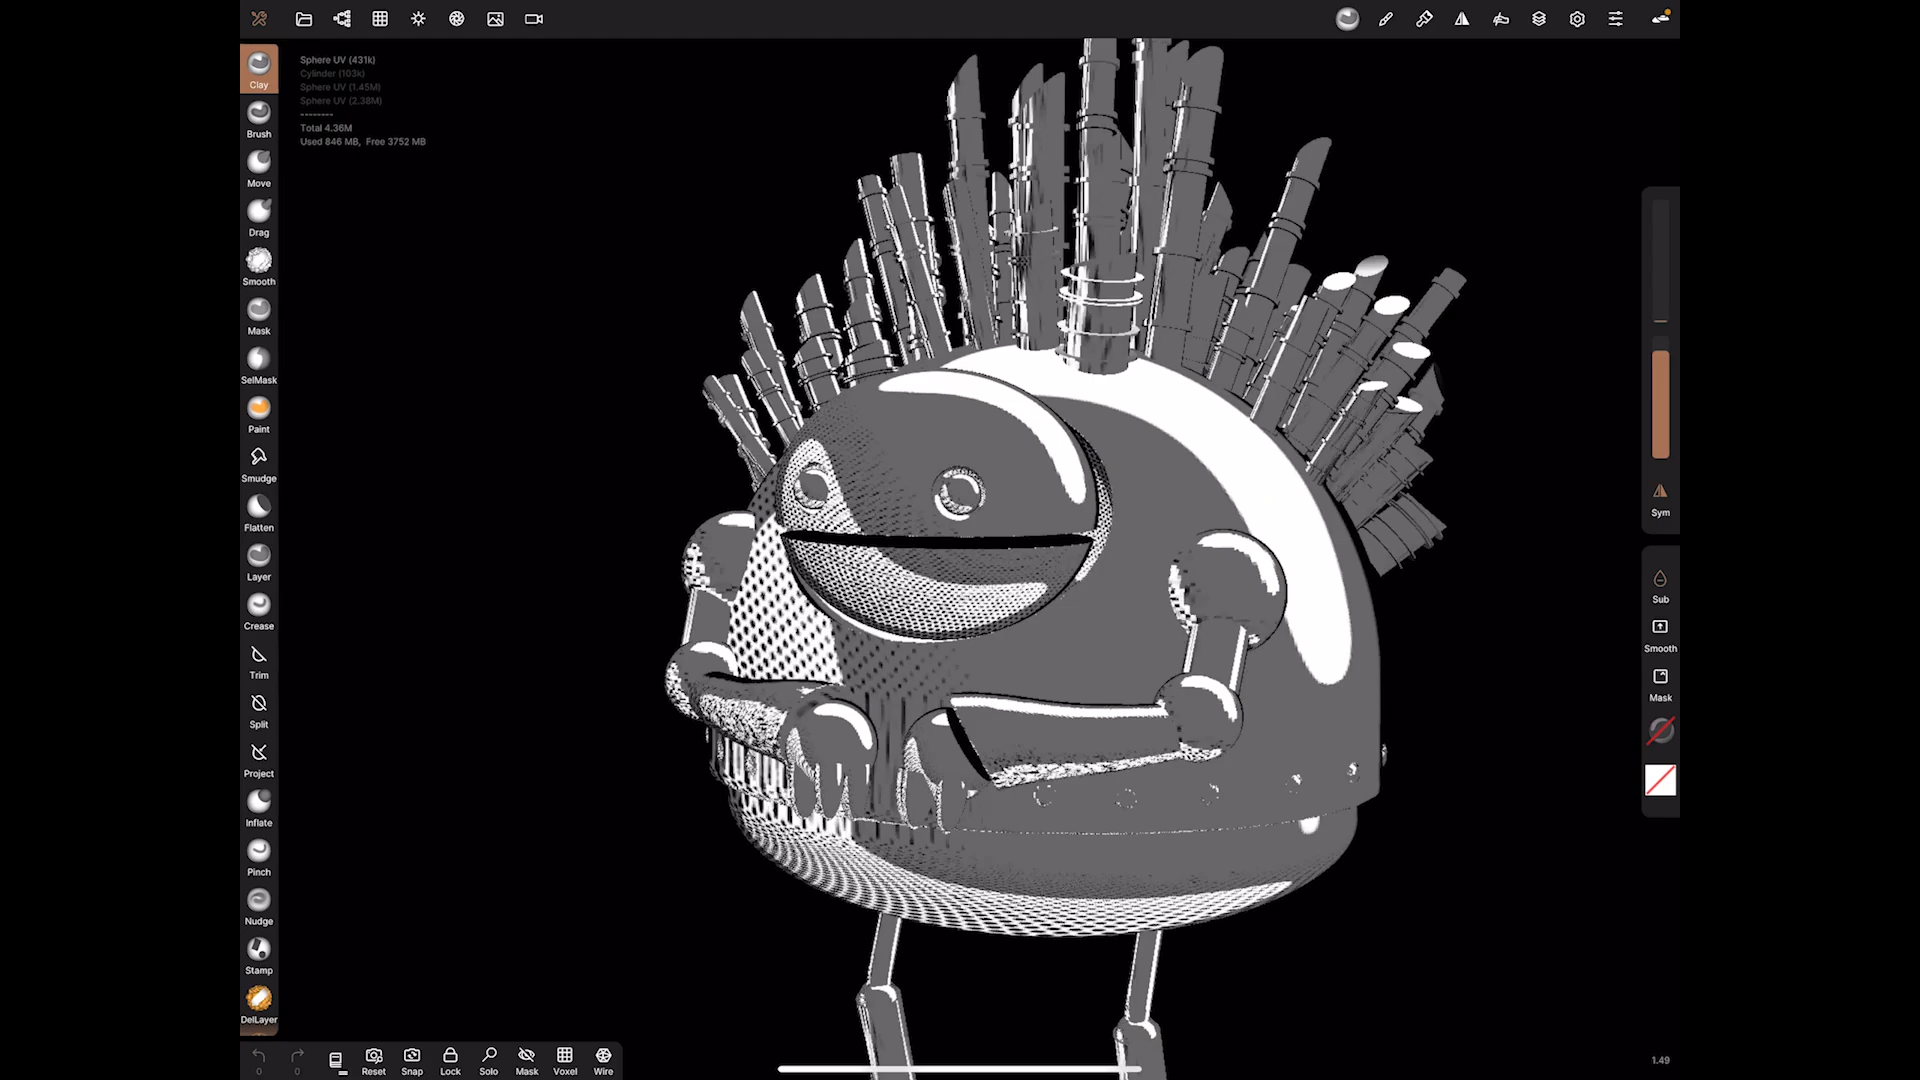 Sphere UV (431k)
Cylinder (103k)
Sphere UV (1.45M)
Sphere UV (2.38M)
--------
Total 4.36M
Used 846 MB, Free 3752 MB
Clay
Brush
Move
Drag
Smooth
Mask
SelMask
Paint
Smudge
Flatten
Layer
Crease
Trim
Split
Project
Inflate
Pinch
Nudge
Stamp
DelLayer
Sym
Sub
Smooth
Mask
0
0
Reset
Snap
Lock
Solo
Mask
Voxel
Wire
1.49